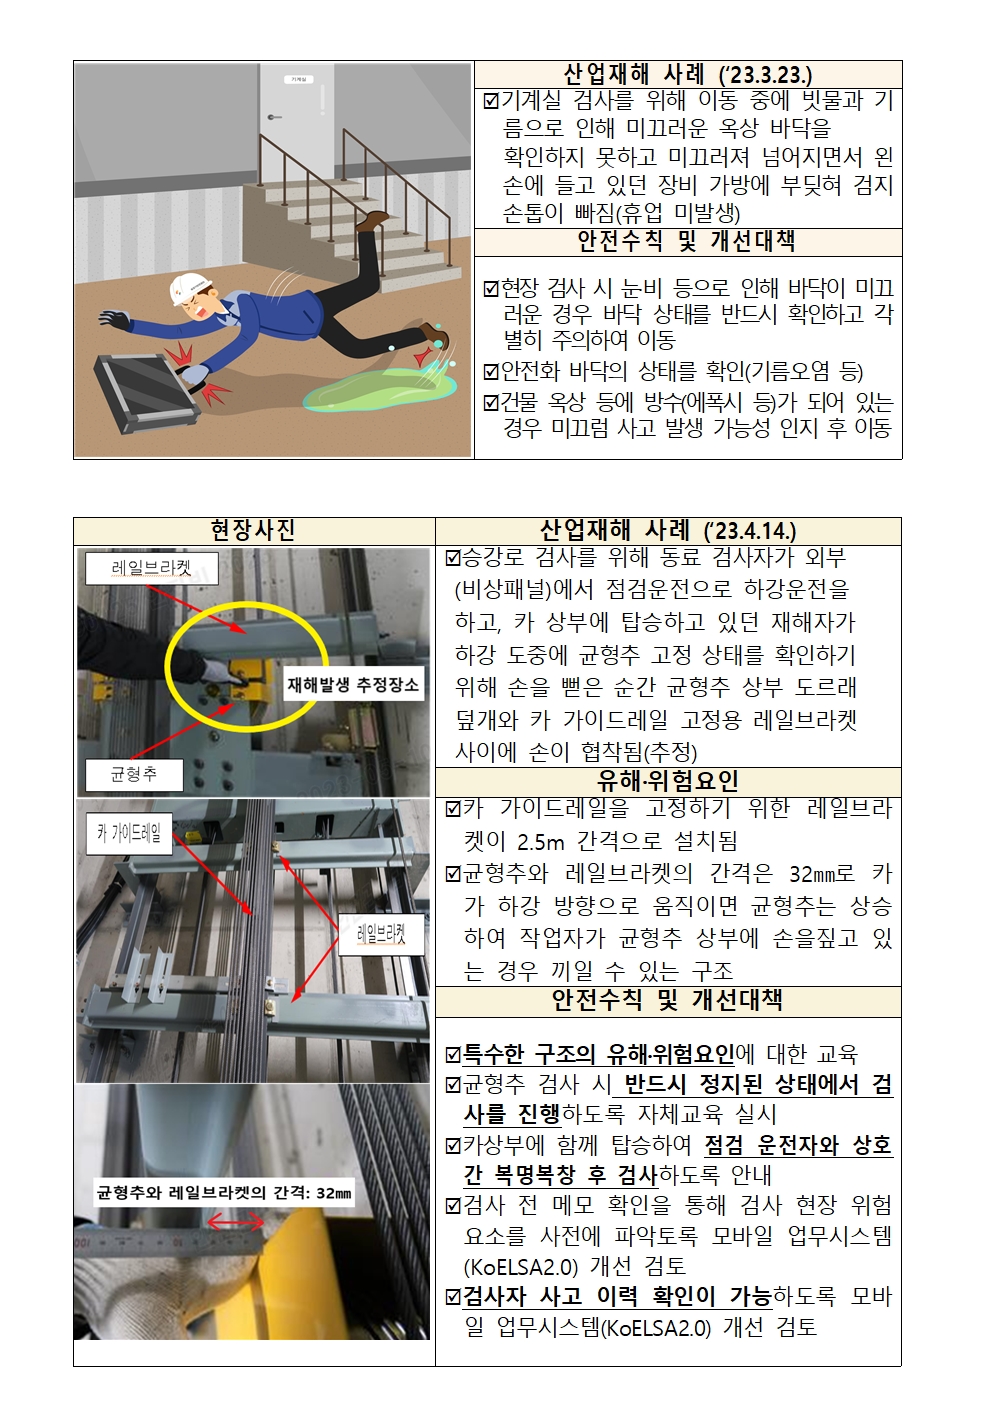 기계실
산업재해 사례 (‘23.3.23.)
☑기계실 검사를 위해 이동 중에 빗물과 기
름으로 인해 미끄러운 옥상 바닥을
확인하지 못하고 미끄러져 넘어지면서 왼
손에 들고 있던 장비 가방에 부딪혀 검지
손톱이 빠짐(휴업 미발생)
안전수칙 및 개선대책
☑현장 검사 시 눈·비 등으로 인해 바닥이 미끄
러운 경우 바닥 상태를 반드시 확인하고 각
별히 주의하여 이동
☑안전화 바닥의 상태를 확인(기름오염 등)
☑건물 옥상 등에 방수(에폭시 등)가 되어 있는
경우 미끄럼 사고 발생 가능성 인지 후 이동
현장사진
레일브라켓
재해발생 추정장소
균형추
카 가이드레일
레일브라켓
균형추와 레일브라켓의 간격: 32㎜
산업재해 사례 (‘23.4.14.)
☑승강로 검사를 위해 동료 검사자가 외부
(비상패널)에서 점검운전으로 하강운전을
하고, 카 상부에 탑승하고 있던 재해자가
하강 도중에 균형추 고정 상태를 확인하기
위해 손을 뻗은 순간 균형추 상부 도르래
덮개와 카 가이드레일 고정용 레일브라켓
사이에 손이 협착됨(추정)
유해·위험요인
☑카 가이드레일을 고정하기 위한 레일브라
켓이 2.5m 간격으로 설치됨
☑균형추와 레일브라켓의 간격은 32㎜로 카
가 하강 방향으로 움직이면 균형추는 상승
하여 작업자가 균형추 상부에 손을짚고 있
는 경우 끼일 수 있는 구조
안전수칙 및 개선대책
☑특수한 구조의 유해·위험요인에 대한 교육
☑균형추 검사 시 반드시 정지된 상태에서 검
사를 진행하도록 자체교육 실시
☑카상부에 함께 탑승하여 점검 운전자와 상호
간 복명복창 후 검사하도록 안내
☑검사 전 메모 확인을 통해 검사 현장 위험
요소를 사전에 파악토록 모바일 업무시스템
(KoELSA2.0) 개선 검토
☑검사자 사고 이력 확인이 가능하도록 모바
일 업무시스템(KoELSA2.0) 개선 검토